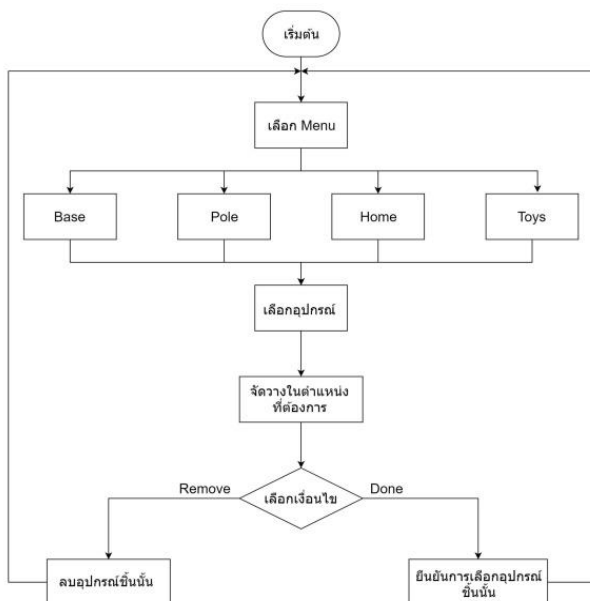 เริ่มต้น
เลือก Menu
Base
Pole
Home
Toys
เลือกอุปกรณ์
จัดวางในตำแหน่ง
ที่ต้องการ
Remove
เลือกเงื่อนไข
Done
ลบอุปกรณ์ชิ้นนั้น
ยืนยันการเลือกอุปกรณ์
ชิ้นนั้น